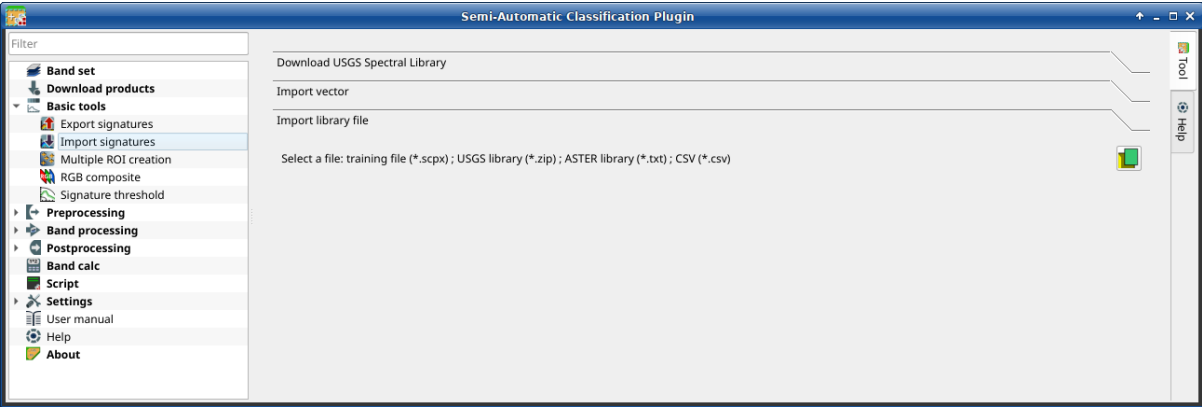 Semi-Automatic Classification Plugin
Filter
Band set
Download products
Basic tools
Export signatures
Import signatures
Multiple ROI creation
RGB composite
Signature threshold
Preprocessing
Band processing
Postprocessing
Band calc
Script
Settings
User manual
Help
About
Download USGS Spectral Library
Import vector
Import library file
Select a file: training file (*.scpx) ; USGS library (*.zip) ; ASTER library (*.txt) ; CSV (*.csv)
Tool
Help